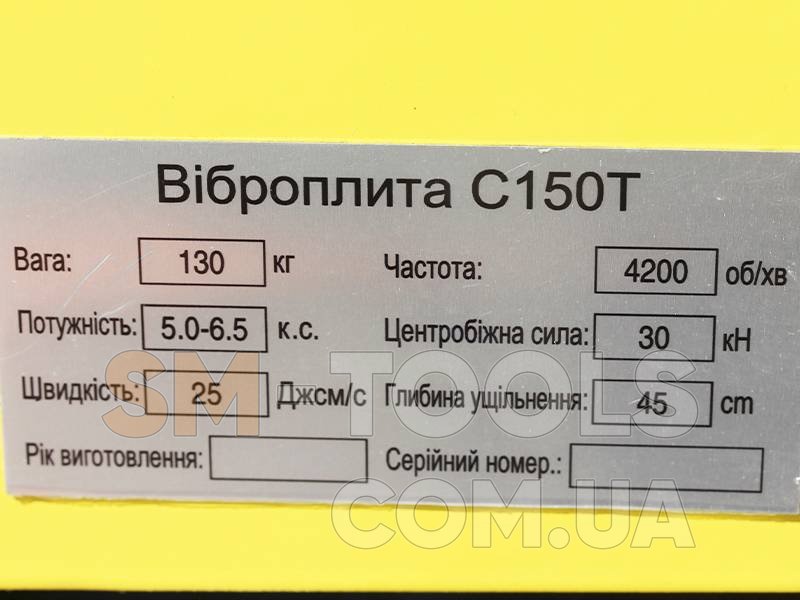 Віброплита C150T
Вага: 130 кг Частота: 4200 об/хв
Потужність: 5.0-6.5 к.с. Центробіжна сила: 30 кН
Швидкість: 25 Джсм/с Глибина ущільнення: 45 cm
Рік виготовлення: Серійний номер.:
SM-TOOLS
COM.UA